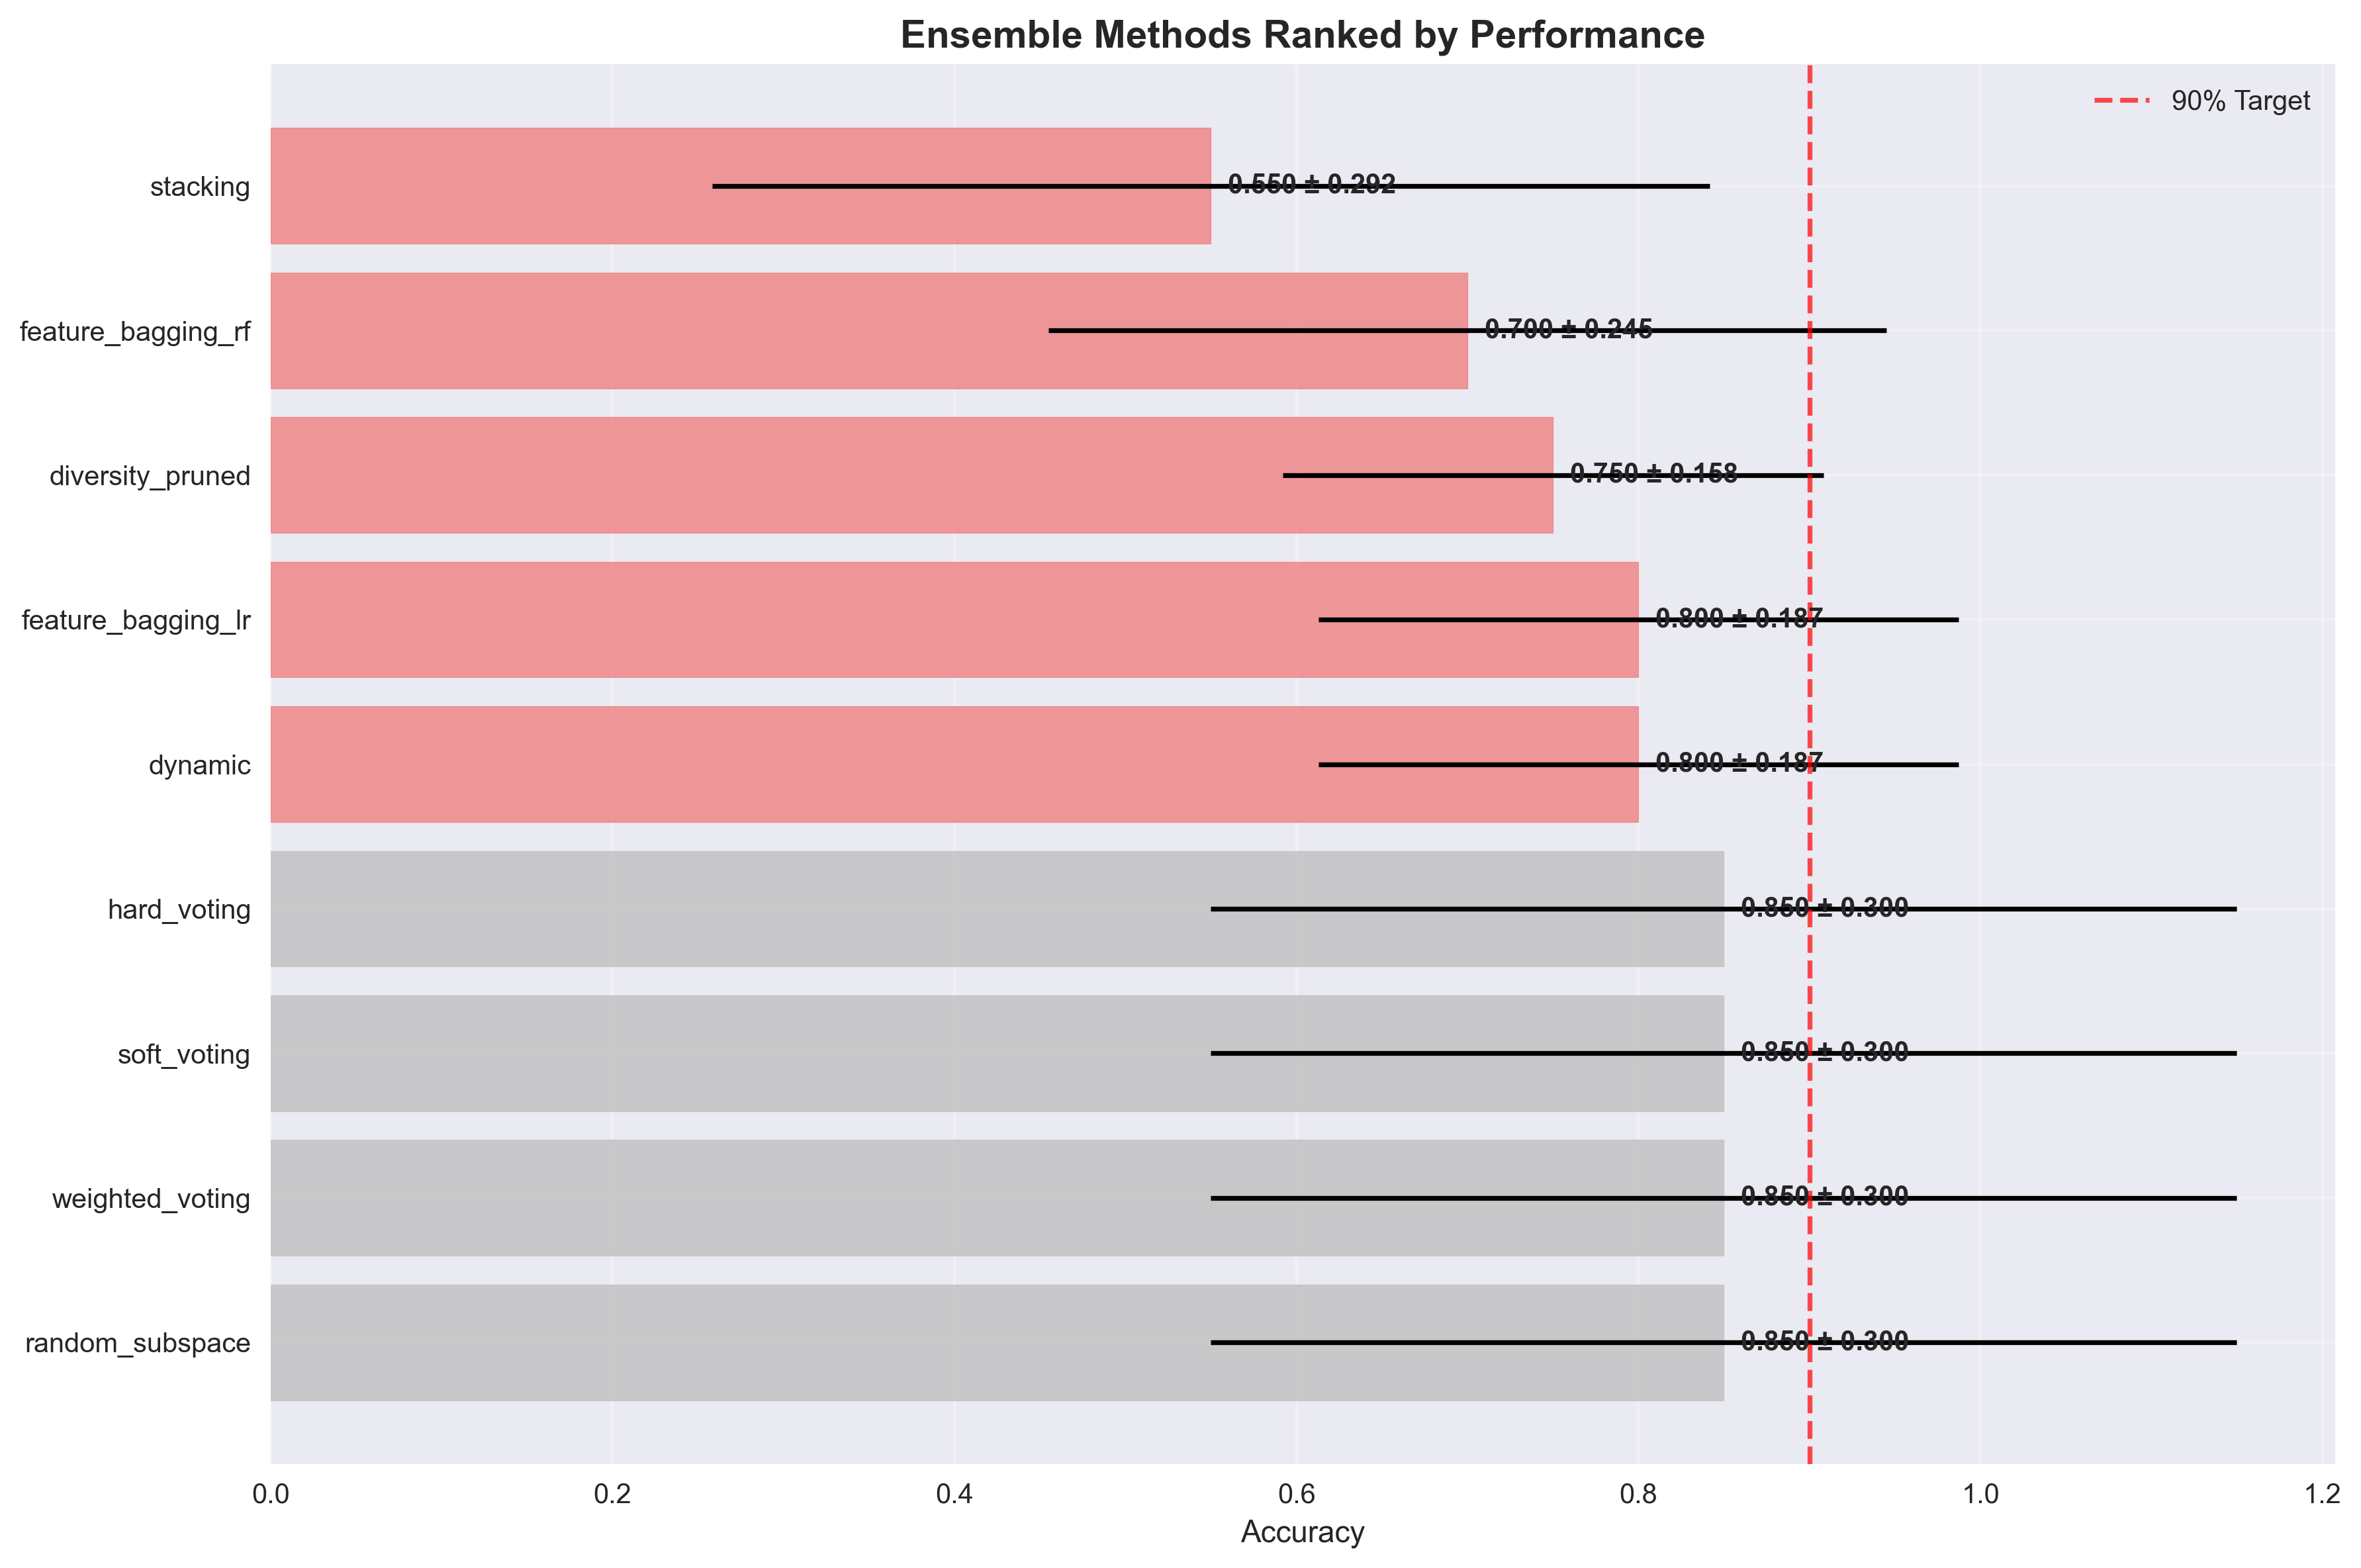 Ensemble Methods Ranked by Performance
90% Target
stacking
0.550 ± 0.292
feature_bagging_rf
0.700 ± 0.245
diversity_pruned
0.750 ± 0.158
feature_bagging_lr
0.800 ± 0.187
dynamic
0.800 ± 0.187
hard_voting
0.850 ± 0.300
soft_voting
0.850 ± 0.300
weighted_voting
0.850 ± 0.300
random_subspace
0.850 ± 0.300
0.0 0.2 0.4 0.6 0.8 1.0 1.2
Accuracy